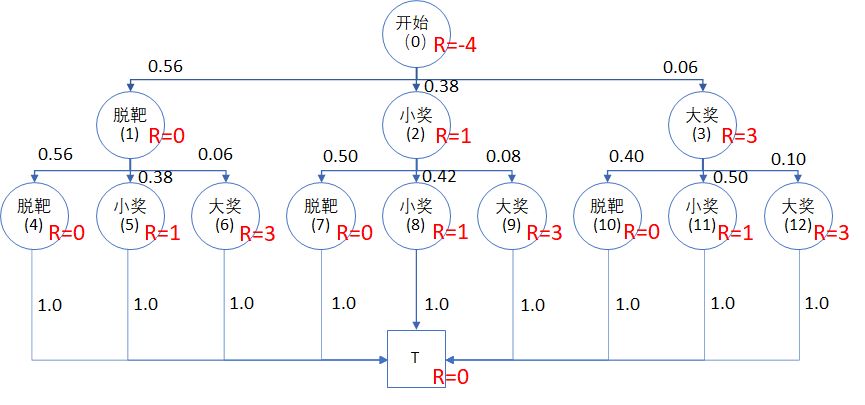 开始
（0）
R=-4
0.56
0.38
0.06
脱靶
(1)
R=0
小奖
(2)
R=1
大奖
(3)
R=3
0.56
0.38
0.06
0.50
0.42
0.08
0.40
0.50
0.10
脱靶
(4)
R=0
小奖
(5)
R=1
大奖
(6)
R=3
脱靶
(7)
R=0
小奖
(8)
R=1
大奖
(9)
R=3
脱靶
(10)
R=0
小奖
(11)
R=1
大奖
(12)
R=3
1.0
1.0
1.0
1.0
1.0
1.0
1.0
1.0
1.0
T
R=0